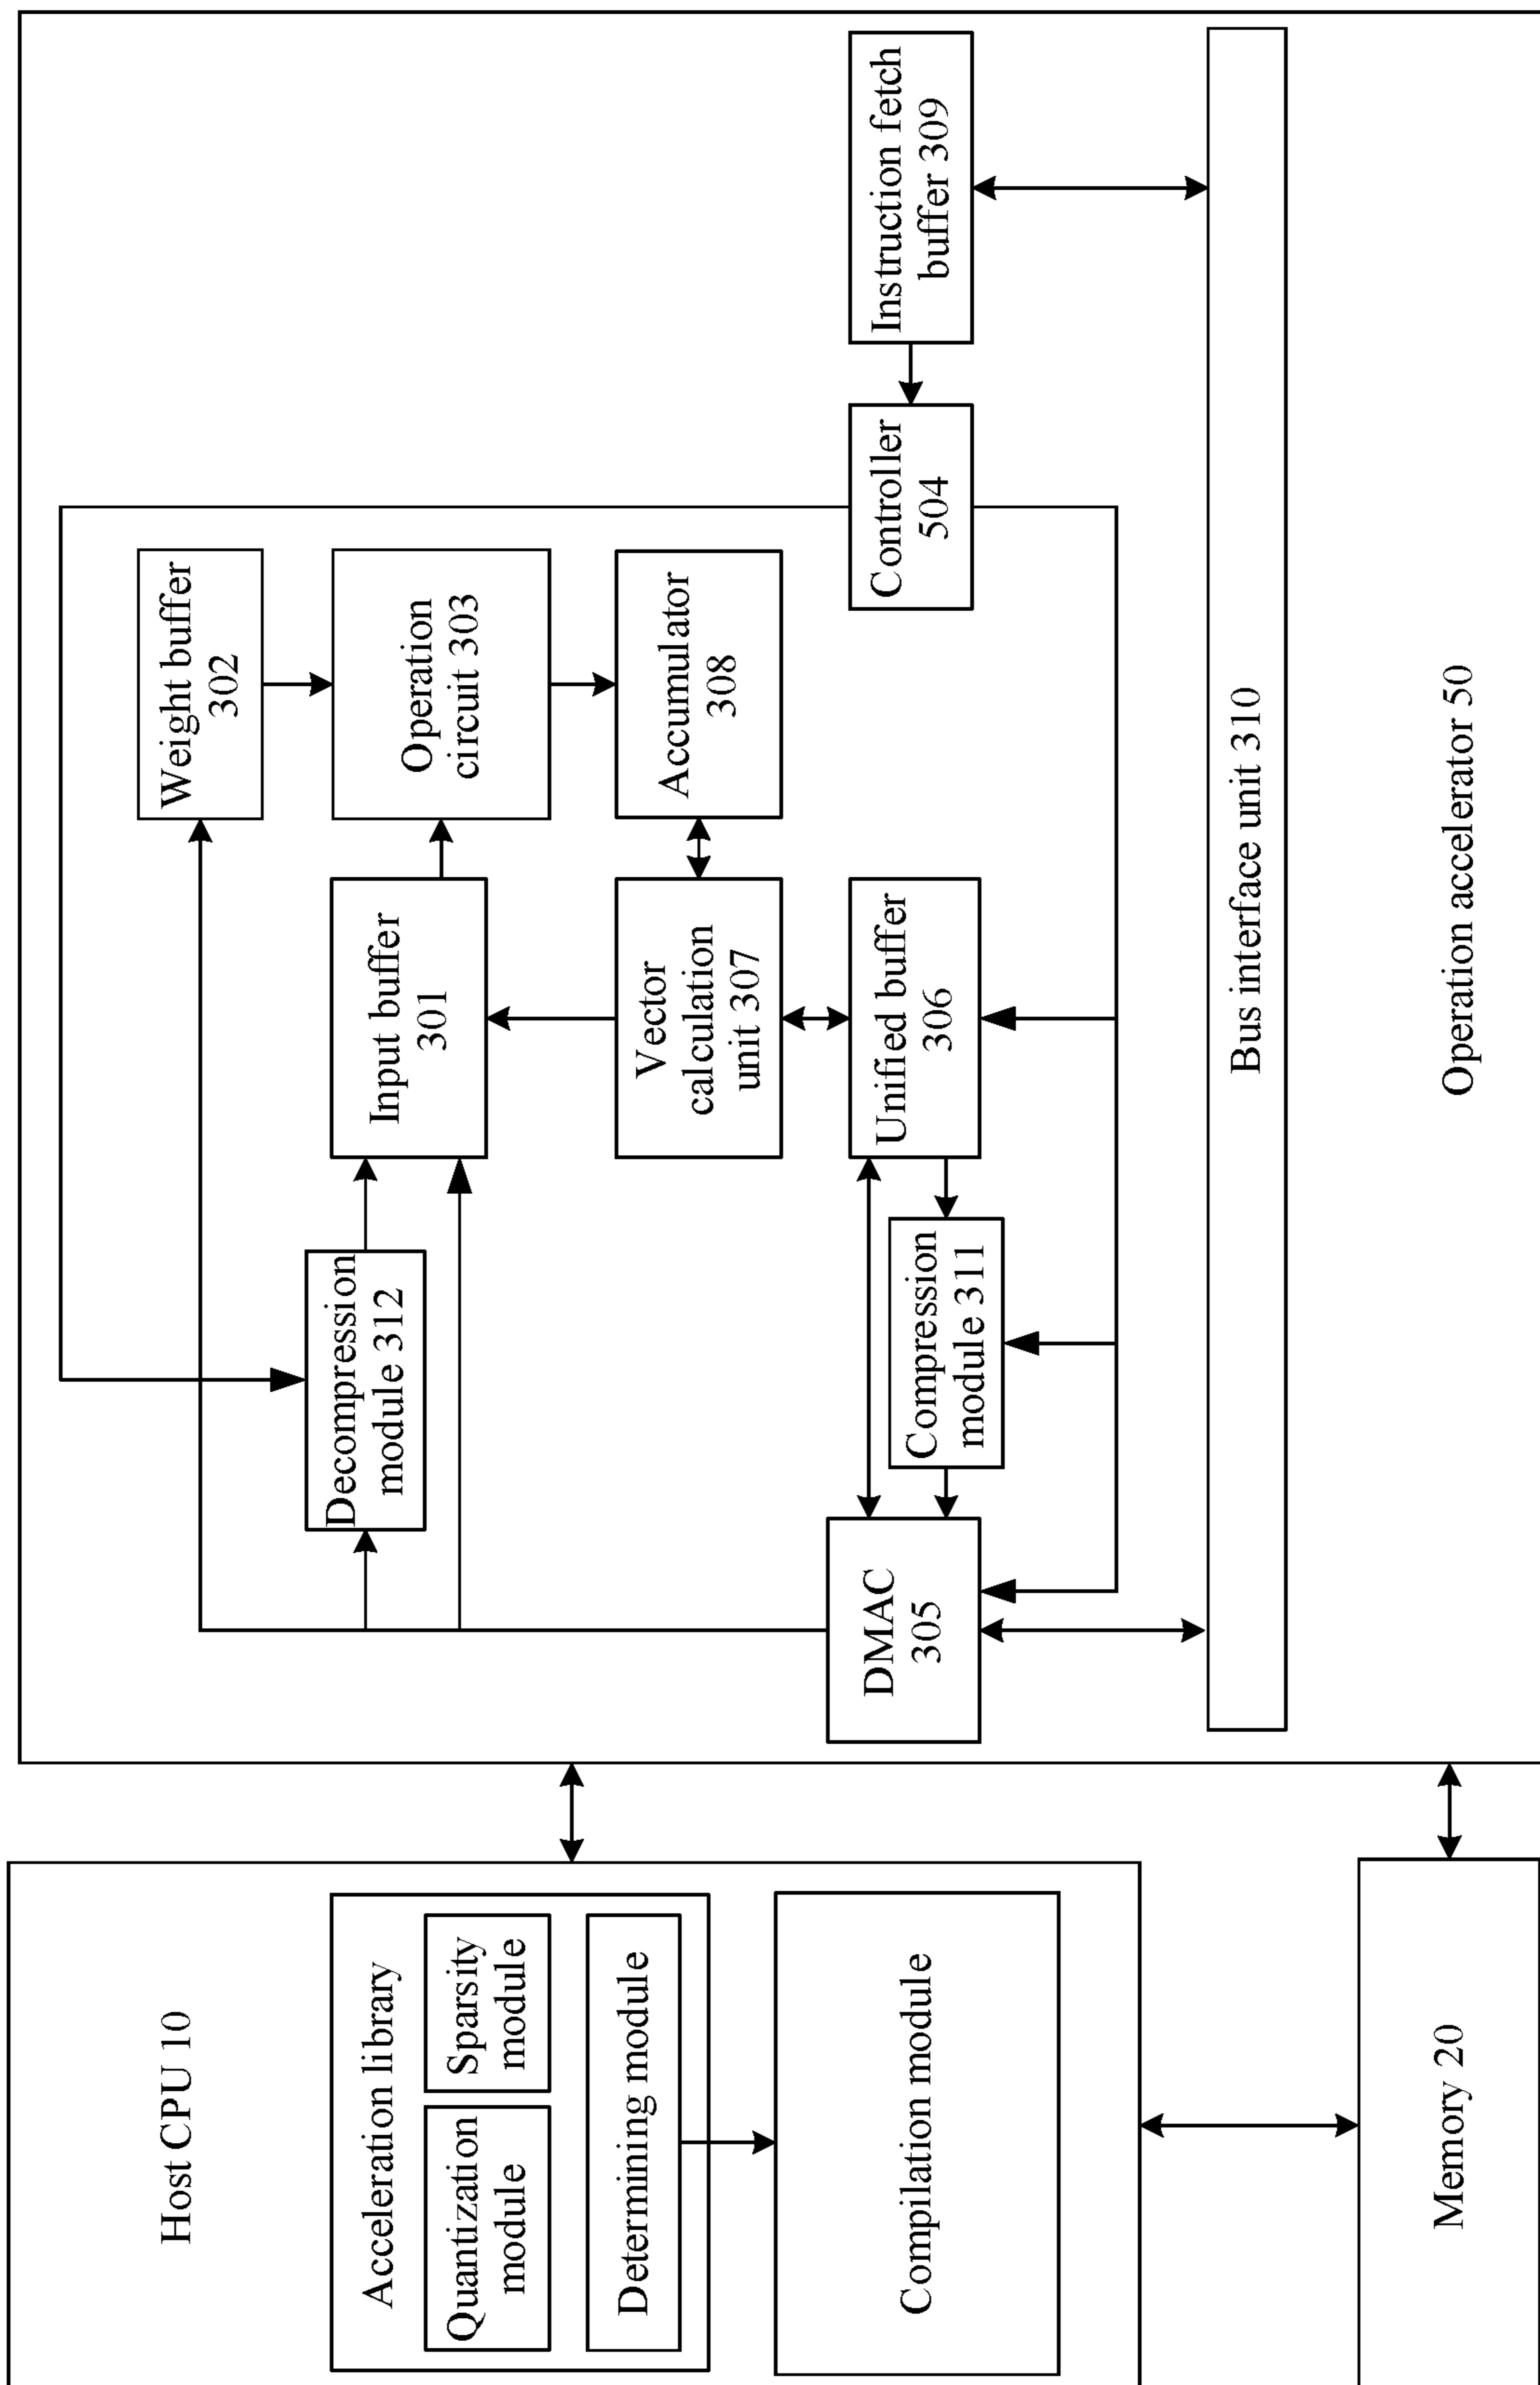 Host CPU 10
Acceleration library
Quantization
module
Sparsity
module
Determining module
Compilation module
Memory 20
Decompression
module 312
Weight buffer
302
Input buffer
301
Operation
circuit 303
Vector
calculation
unit 307
Accumulator
308
DMAC
305
Compression
module 311
Unified buffer
306
Controller
504
Instruction fetch
buffer 309
Bus interface unit 310
Operation accelerator 50